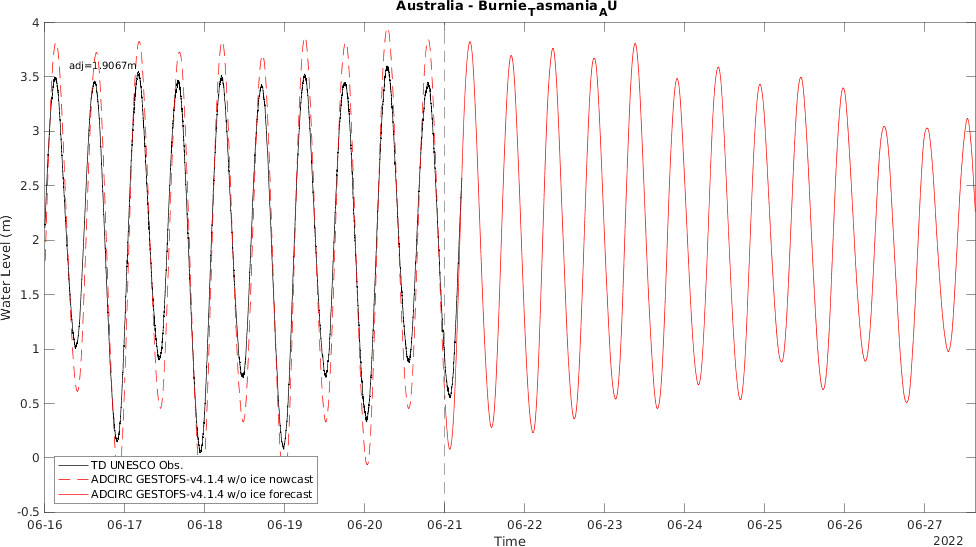 Australia - Burnie_Tasmania_AU
adj=1.9067m
4
3.5
3
2.5
2
1.5
1
0.5
0
-0.5
Water Level (m)
TD UNESCO Obs.
ADCIRC GESTOFS-v4.1.4 w/o ice nowcast
ADCIRC GESTOFS-v4.1.4 w/o ice forecast
06-16 06-17 06-18 06-19 06-20 06-21 06-22 06-23 06-24 06-25 06-26 06-27
Time
2022